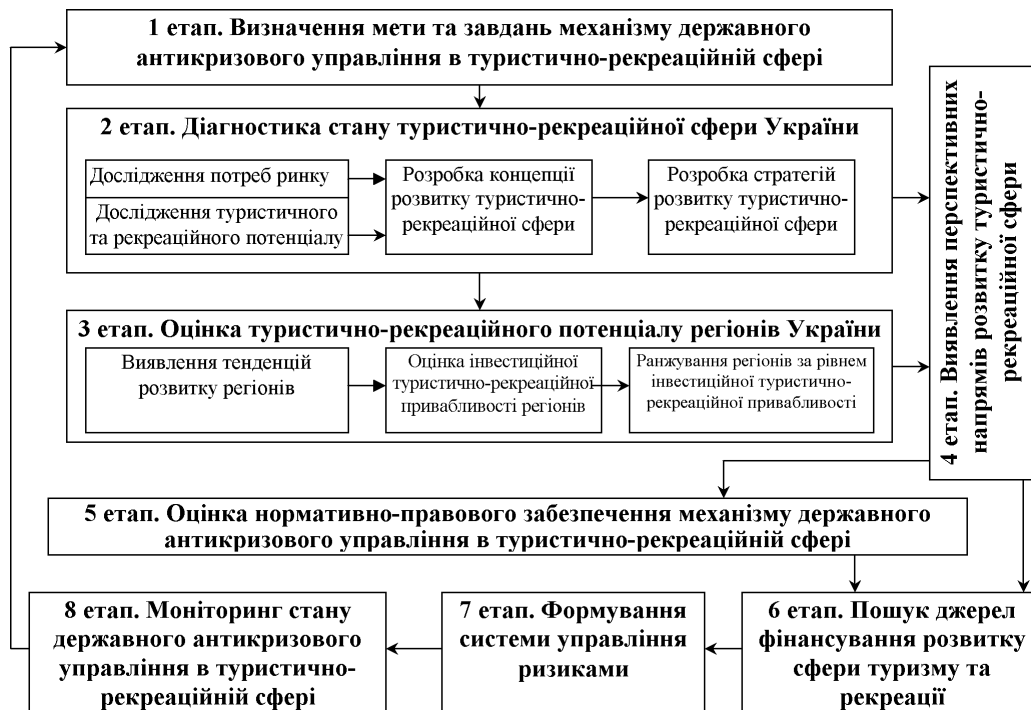 1 етап. Визначення мети та завдань механізму державного
антикризового управління в туристично-рекреаційній сфері
2 етап. Діагностика стану туристично-рекреаційної сфери України
Дослідження потреб ринку
Дослідження туристичного
та рекреаційного потенціалу
Розробка концепції
розвитку туристично-
рекреаційної сфери
Розробка стратегій
розвитку туристично-
рекреаційної сфери
3 етап. Оцінка туристично-рекреаційного потенціалу регіонів України
Виявлення тенденцій
розвитку регіонів
Оцінка інвестиційної
туристично-рекреаційної
привабливості регіонів
Ранжування регіонів за рівнем
інвестиційної туристично-
рекреаційної привабливості
4 етап. Виявлення перспективних
напрямів розвитку туристично-
рекреаційної сфери
5 етап. Оцінка нормативно-правового забезпечення механізму державного
антикризового управління в туристично-рекреаційній сфері
6 етап. Пошук джерел
фінансування розвитку
сфери туризму та
рекреації
7 етап. Формування
системи управління
ризиками
8 етап. Моніторинг стану
державного антикризового
управління в туристично-
рекреаційній сфері